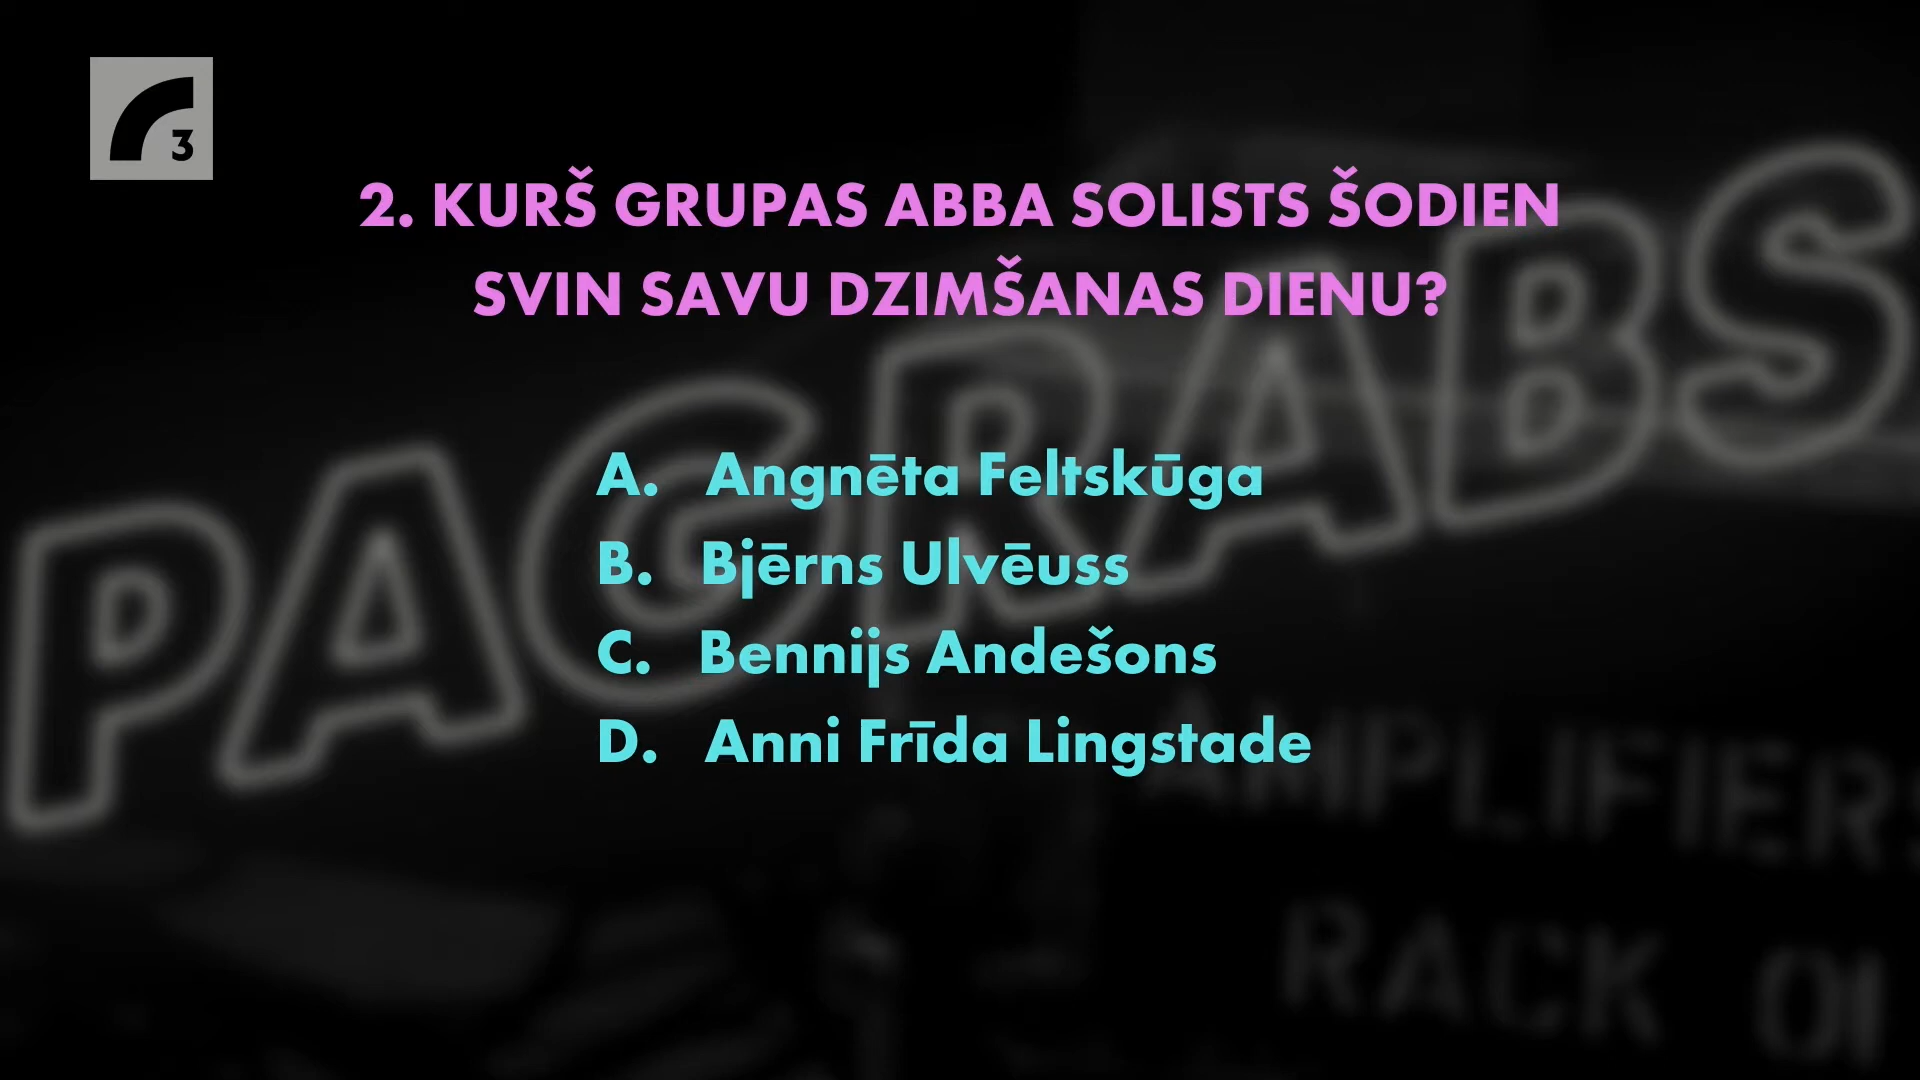 3
2. KURŠ GRUPAS ABBA SOLISTS ŠODIEN
SVIN SAVU DZIMŠANAS DIENU?
PAGRABS
A. Angnēta Feltskūga
B. Bjērns Ulvēuss
C. Bennijs Andešons
D. Anni Frīda Lingstade
AMPLIFIERS
RACK 01